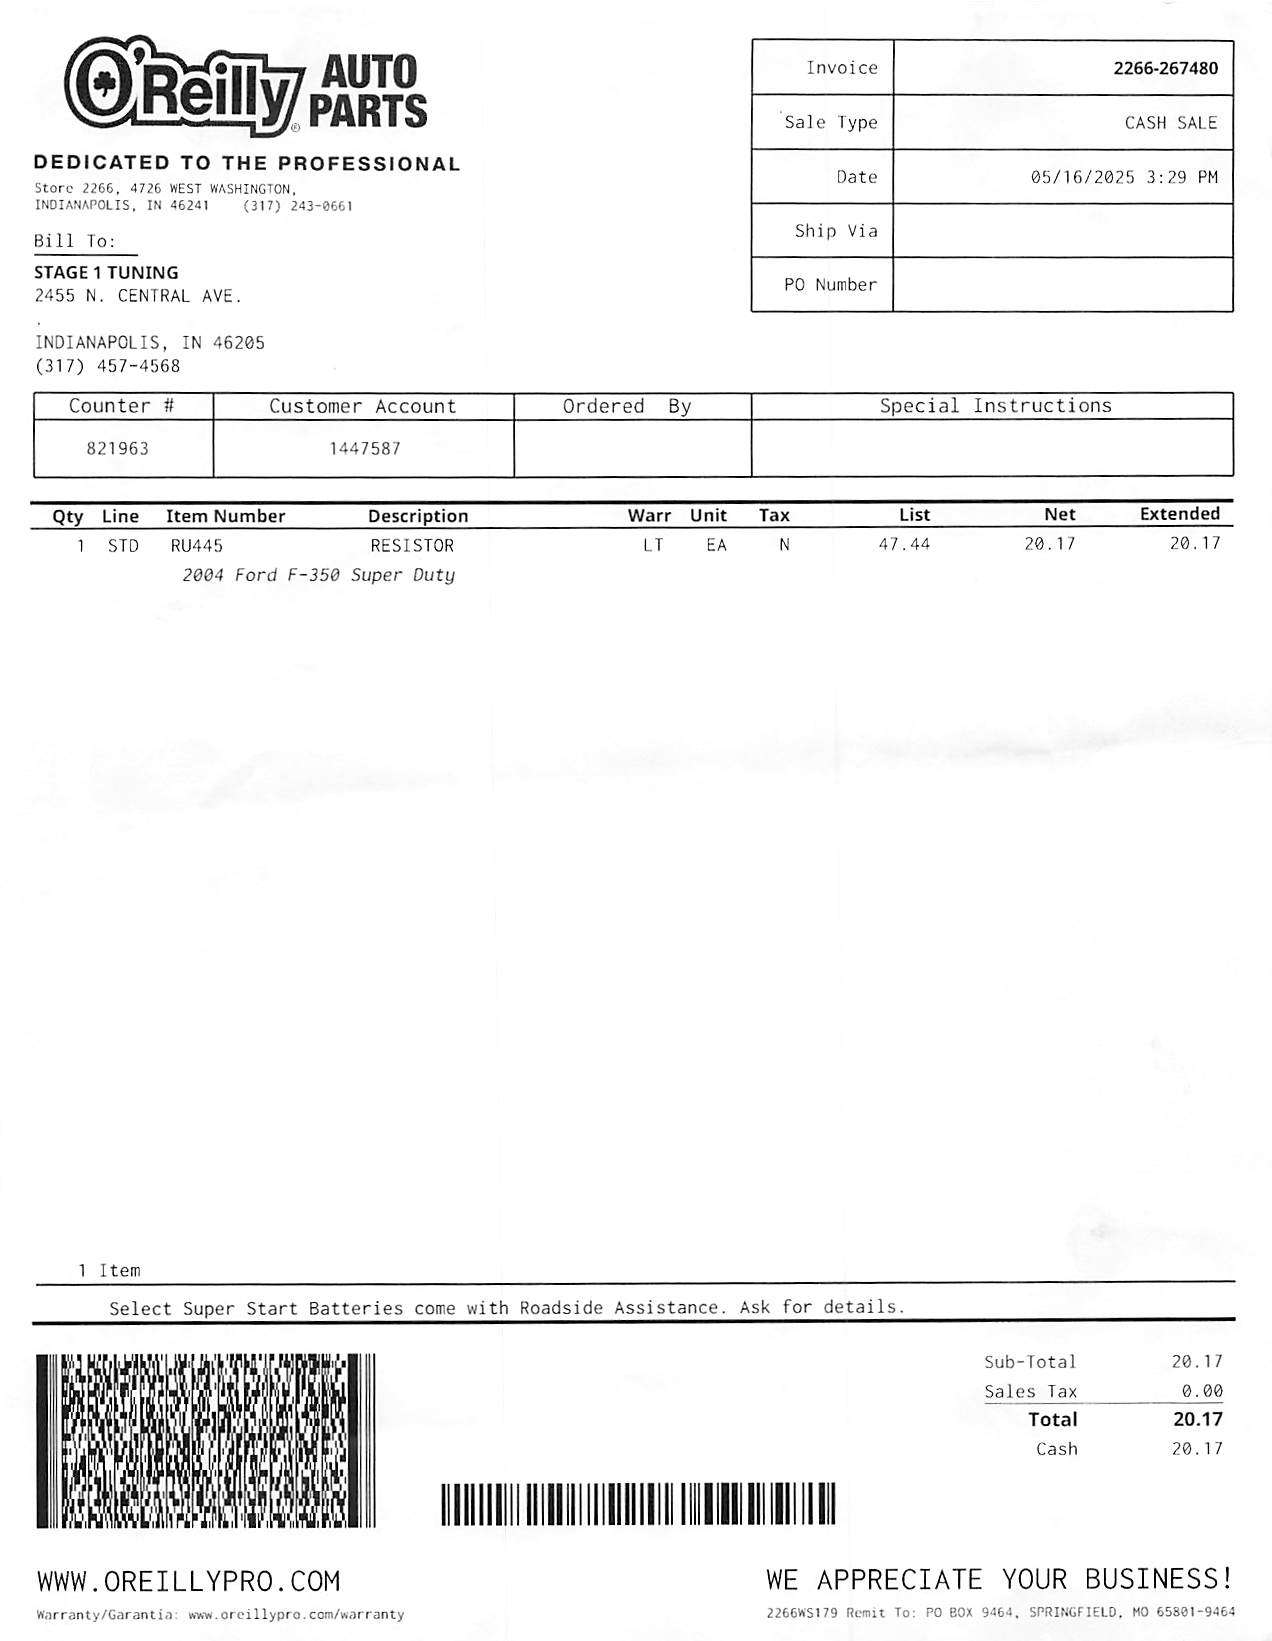 O'Reilly® AUTO PARTS
DEDICATED TO THE PROFESSIONAL
Store 2266, 4726 WEST WASHINGTON,
INDIANAPOLIS, IN 46241 (317) 243-0661
Invoice 2266-267480
Sale Type CASH SALE
Date 05/16/2025 3:29 PM
Ship Via
PO Number
Bill To:
STAGE 1 TUNING
2455 N. CENTRAL AVE.
.
INDIANAPOLIS, IN 46205
(317) 457-4568
Counter # Customer Account Ordered By Special Instructions
821963 1447587
Qty Line Item Number Description Warr Unit Tax List Net Extended
1 STD RU445 RESISTOR LT EA N 47.44 20.17 20.17
2004 Ford F-350 Super Duty
1 Item
Select Super Start Batteries come with Roadside Assistance. Ask for details.
Sub-Total 20.17
Sales Tax 0.00
Total 20.17
Cash 20.17
WWW.OREILLYPRO.COM
Warranty/Garantia: www.oreillypro.com/warranty
WE APPRECIATE YOUR BUSINESS!
2266WS179 Remit To: PO BOX 9464, SPRINGFIELD, MO 65801-9464